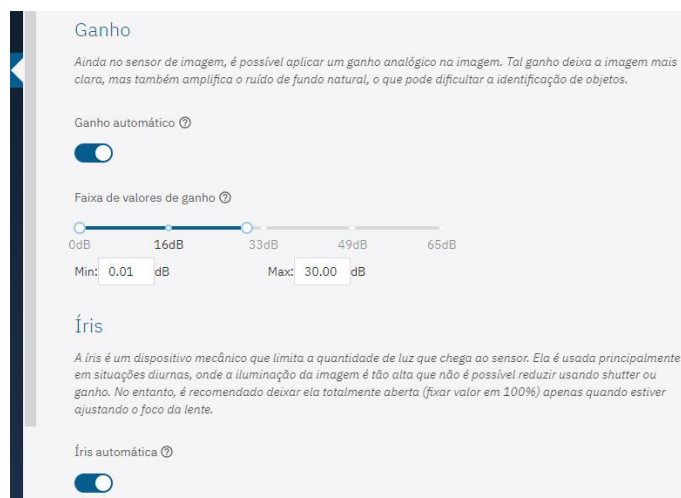 Ganho
Ainda no sensor de imagem, é possível aplicar um ganho analógico na imagem. Tal ganho deixa a imagem mais
clara, mas também amplifica o ruído de fundo natural, o que pode dificultar a identificação de objetos.
Ganho automático
Faixa de valores de ganho
0dB 16dB 33dB 49dB 65dB
Min: 0.01 dB Max: 30.00 dB
Íris
A íris é um dispositivo mecânico que limita a quantidade de luz que chega ao sensor. Ela é usada principalmente
em situações diurnas, onde a iluminação da imagem é tão alta que não é possível reduzir usando shutter ou
ganho. No entanto, é recomendado deixar ela totalmente aberta (fixar valor em 100%) apenas quando estiver
ajustando o foco da lente.
Íris automática